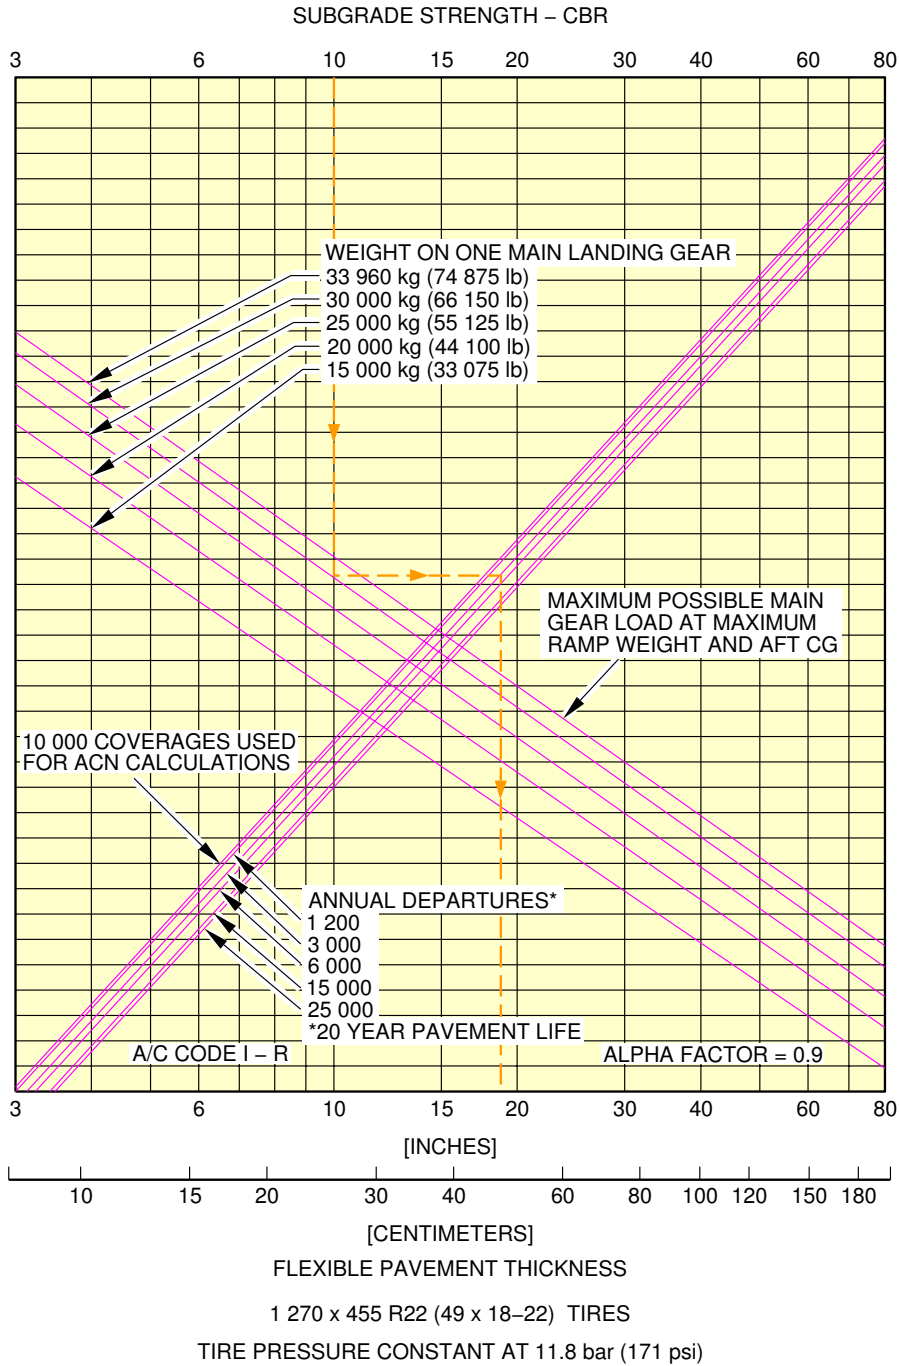 SUBGRADE STRENGTH – CBR
3 6 10 15 20 30 40 60 80
WEIGHT ON ONE MAIN LANDING GEAR
33 960 kg (74 875 lb)
30 000 kg (66 150 lb)
25 000 kg (55 125 lb)
20 000 kg (44 100 lb)
15 000 kg (33 075 lb)
MAXIMUM POSSIBLE MAIN
GEAR LOAD AT MAXIMUM
RAMP WEIGHT AND AFT CG
10 000 COVERAGES USED
FOR ACN CALCULATIONS
ANNUAL DEPARTURES*
1 200
3 000
6 000
15 000
25 000
*20 YEAR PAVEMENT LIFE
A/C CODE I – R
ALPHA FACTOR = 0.9
3 6 10 15 20 30 40 60 80
[INCHES]
10 15 20 30 40 60 80 100 120 150 180
[CENTIMETERS]
FLEXIBLE PAVEMENT THICKNESS
1 270 x 455 R22 (49 x 18–22) TIRES
TIRE PRESSURE CONSTANT AT 11.8 bar (171 psi)